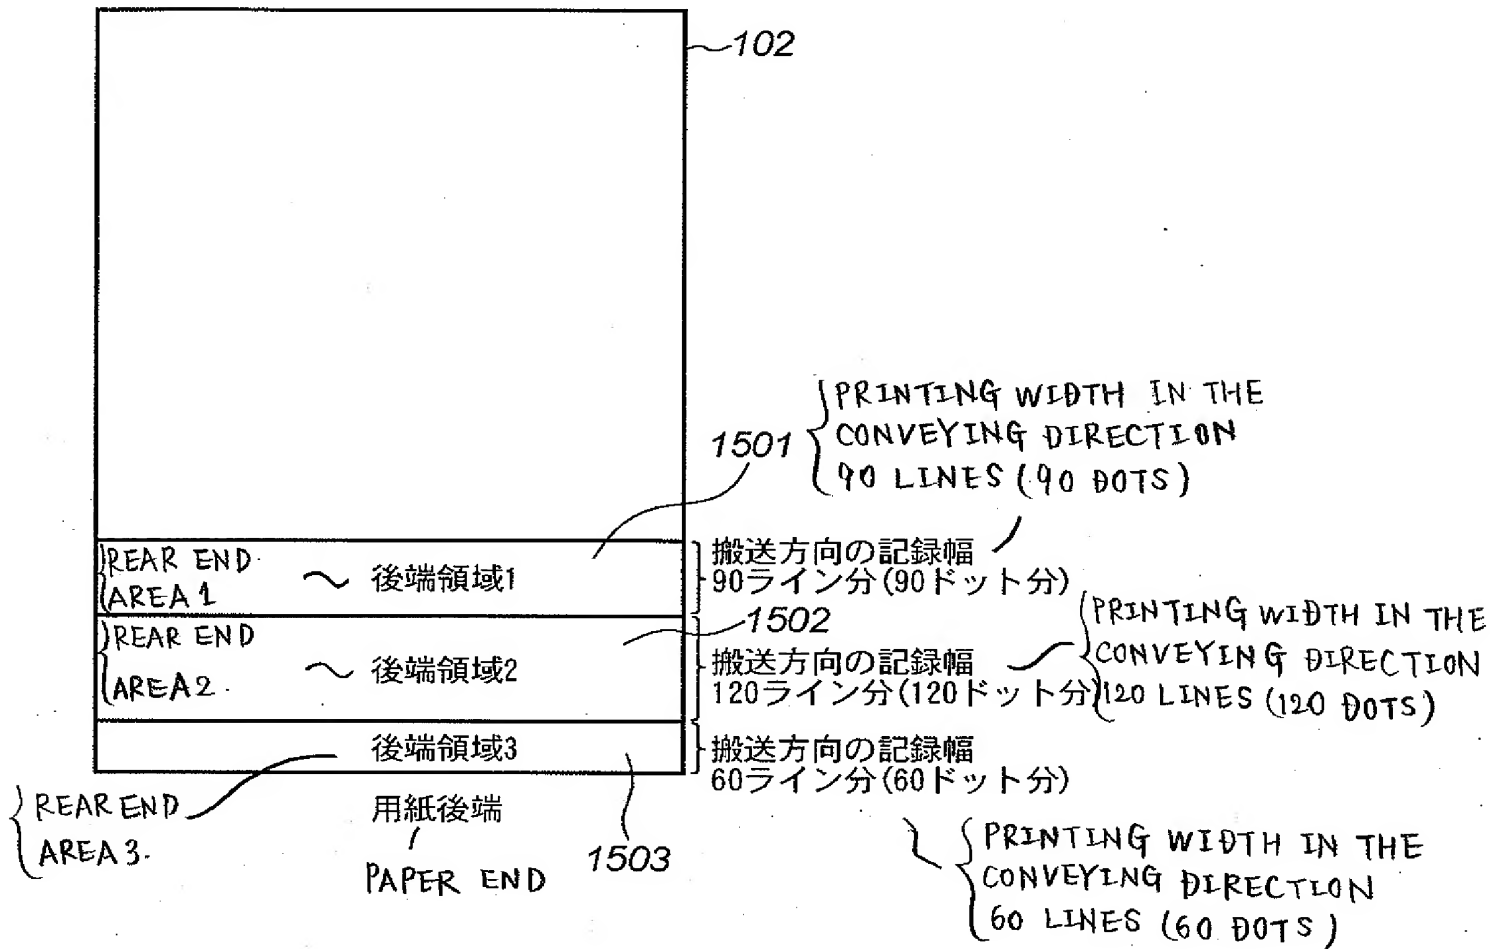 102
PRINTING WIDTH IN THE
CONVEYING DIRECTION
90 LINES (90 DOTS)
1501
REAR END
AREA 1
後端領域1
搬送方向の記録幅
90ライン分(90ドット分)
1502
REAR END
AREA 2.
後端領域2
搬送方向の記録幅
120ライン分(120ドット分)
PRINTING WIDTH IN THE
CONVEYING DIRECTION
120 LINES (120 DOTS)
後端領域3
搬送方向の記録幅
60ライン分(60ドット分)
REAR END
AREA 3.
用紙後端
PAPER END
1503
PRINTING WIDTH IN THE
CONVEYING DIRECTION
60 LINES (60 DOTS)